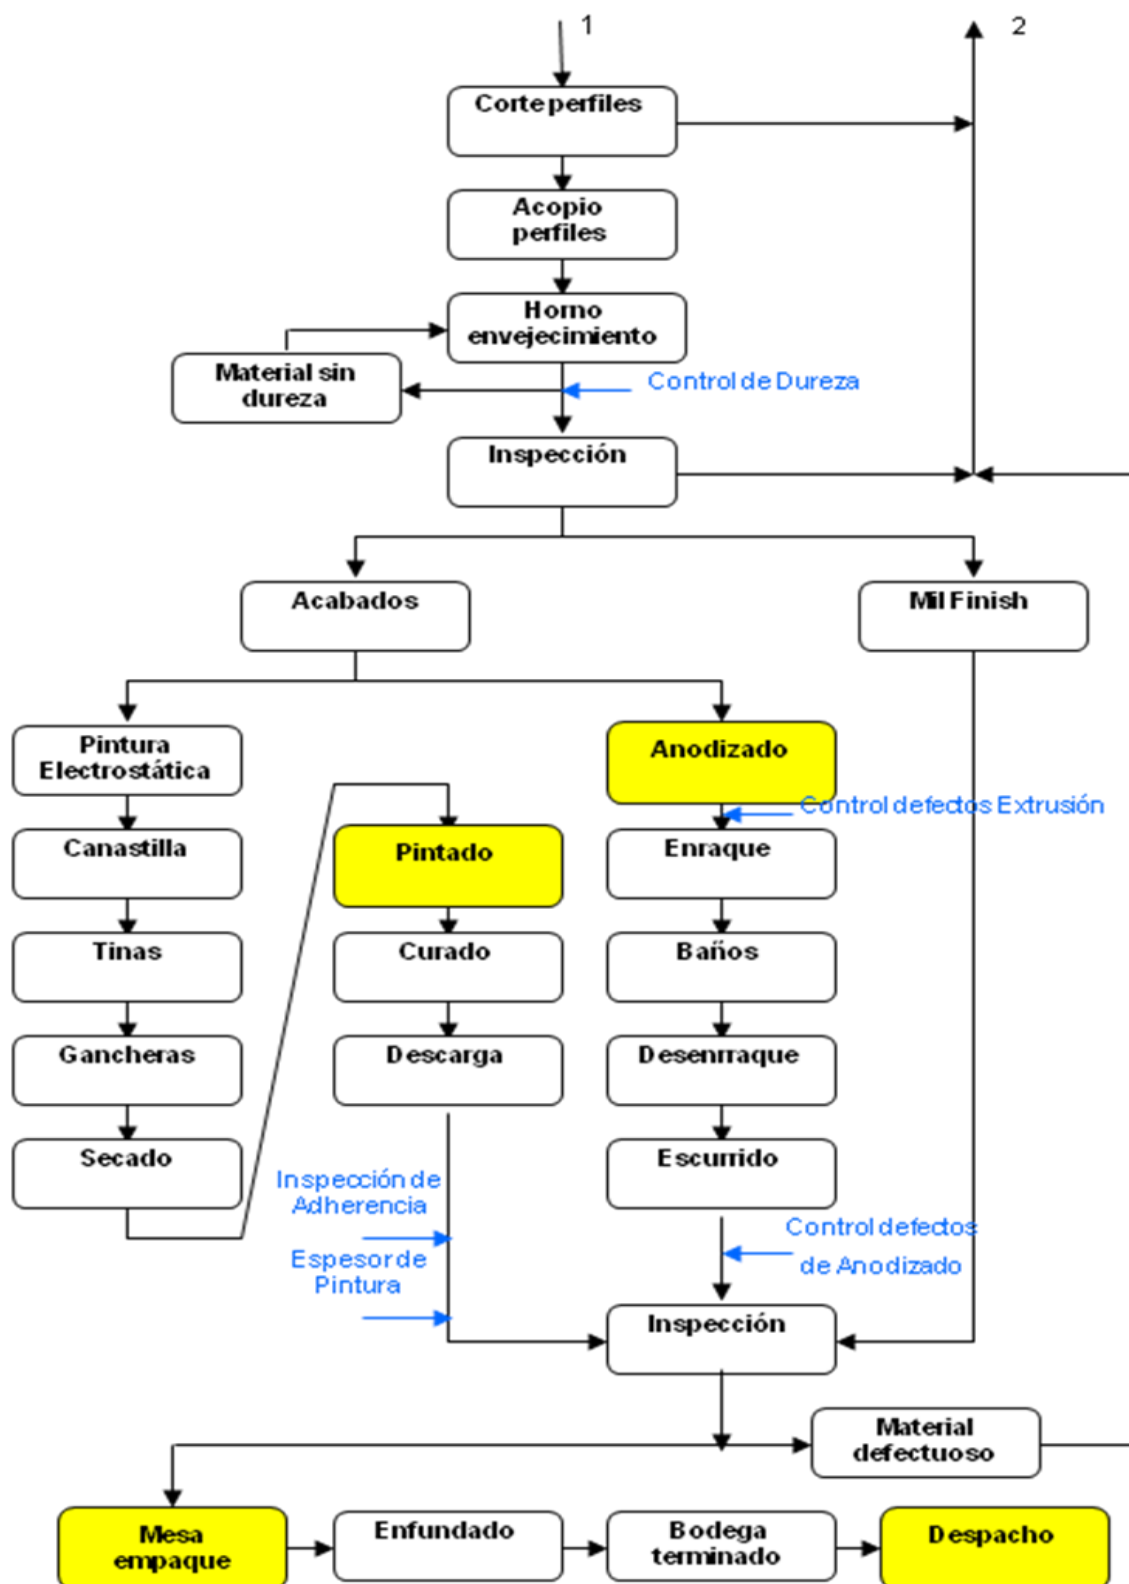 1
2
Corte perfiles
Acopio
perfiles
Horno
envejecimiento
Material sin
dureza
Control de Dureza
Inspección
Acabados
Mil Finish
Pintura
Electrostática
Anodizado
Control defectos Extrusión
Canastilla
Pintado
Enraque
Tinas
Curado
Baños
Gancheras
Descarga
Desenrraque
Secado
Escurrido
Inspección de
Adherencia
Espesor de
Pintura
Control defectos
de Anodizado
Inspección
Material
defectuoso
Mesa
empaque
Enfundado
Bodega
terminado
Despacho